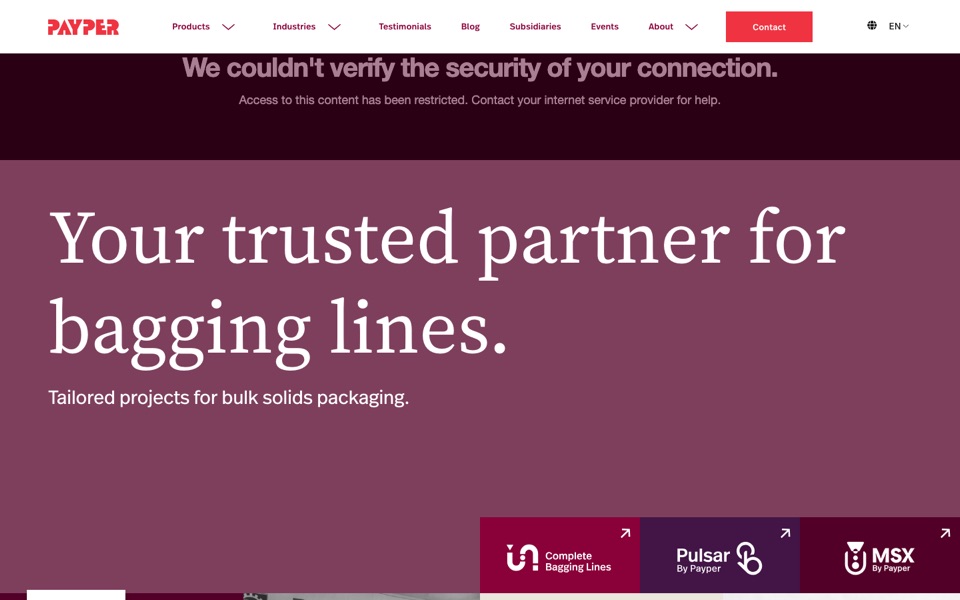 PAYPER
Products
Industries
Testimonials
Blog
Subsidiaries
Events
About
Contact
EN
We couldn't verify the security of your connection.
Access to this content has been restricted. Contact your internet service provider for help.
Your trusted partner for
bagging lines.
Tailored projects for bulk solids packaging.
Complete
Bagging Lines
Pulsar
By Payper
MSX
By Payper